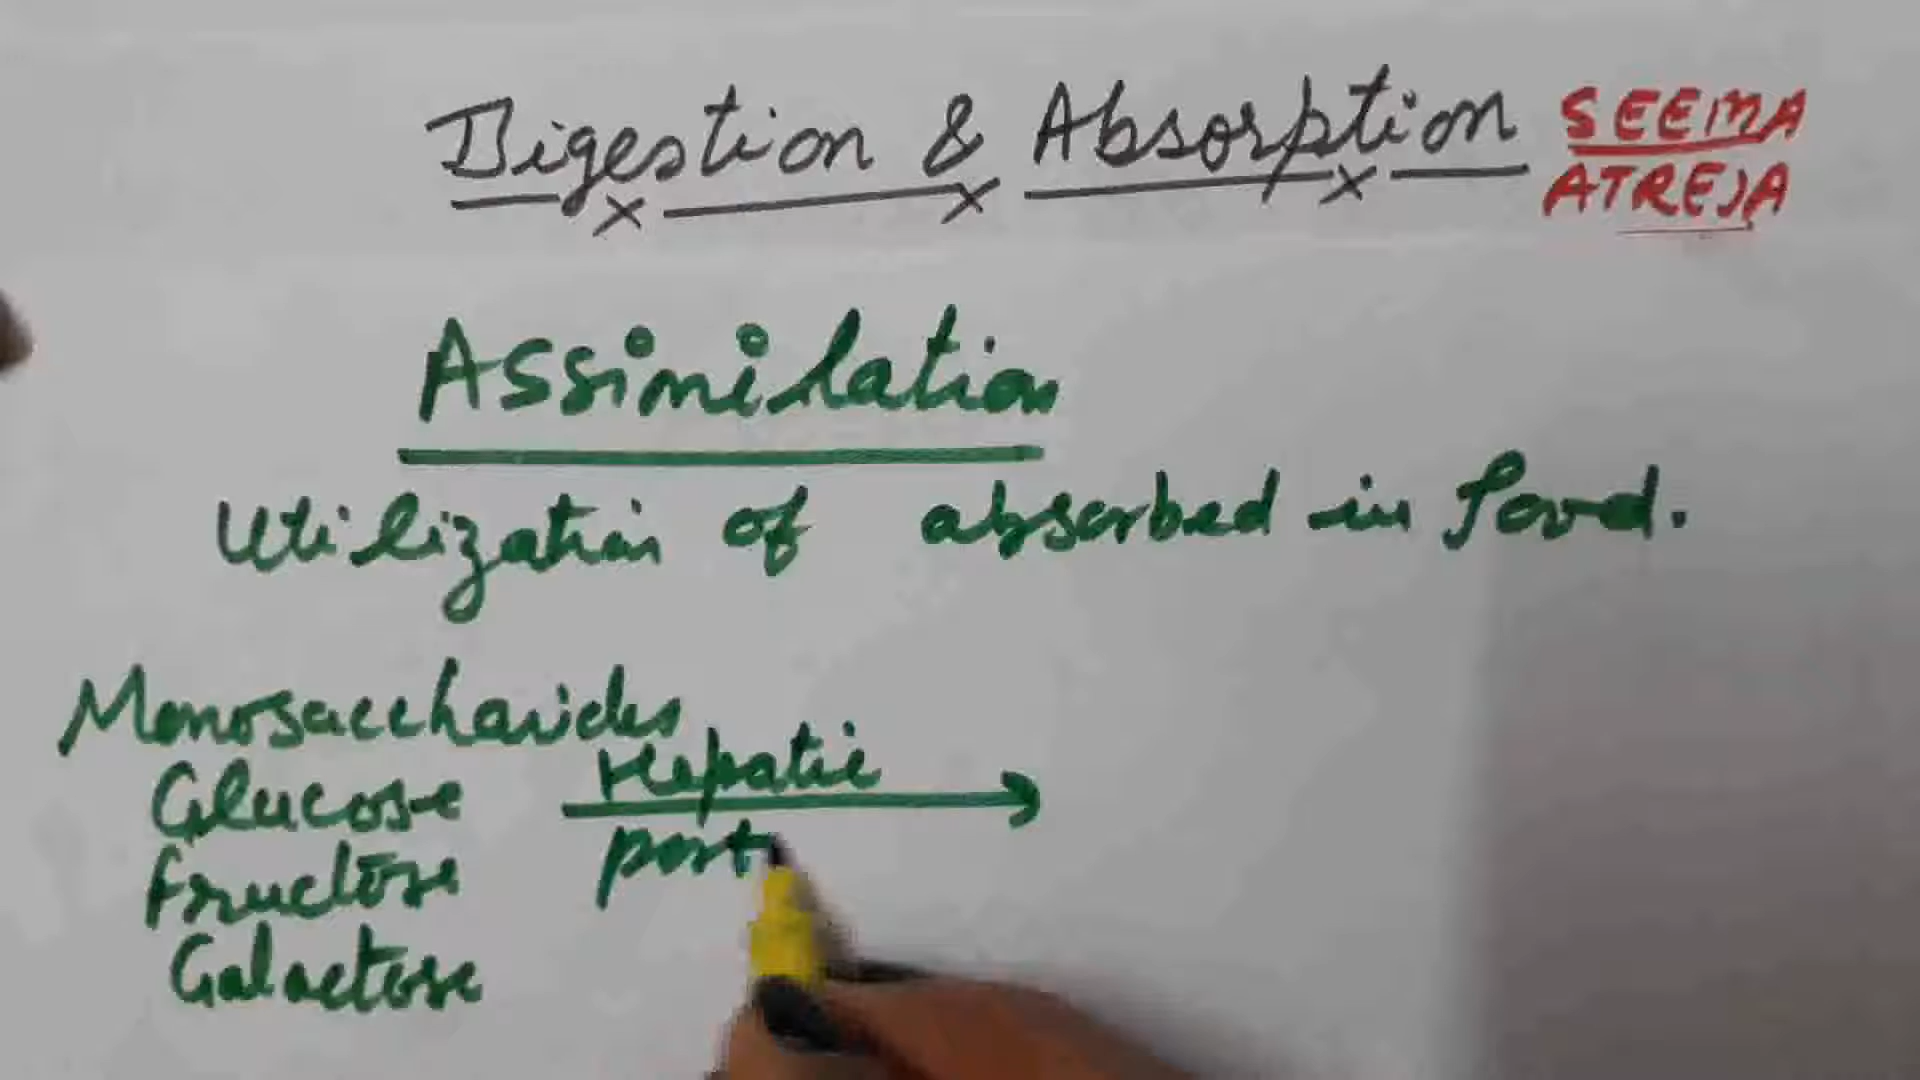 Digestion & Absorption
SEEMA
ATREJA
Assimilation
Utilization of absorbed in food.
Monosaccharides
Glucose
Hepatic
port
Fructose
Galactose